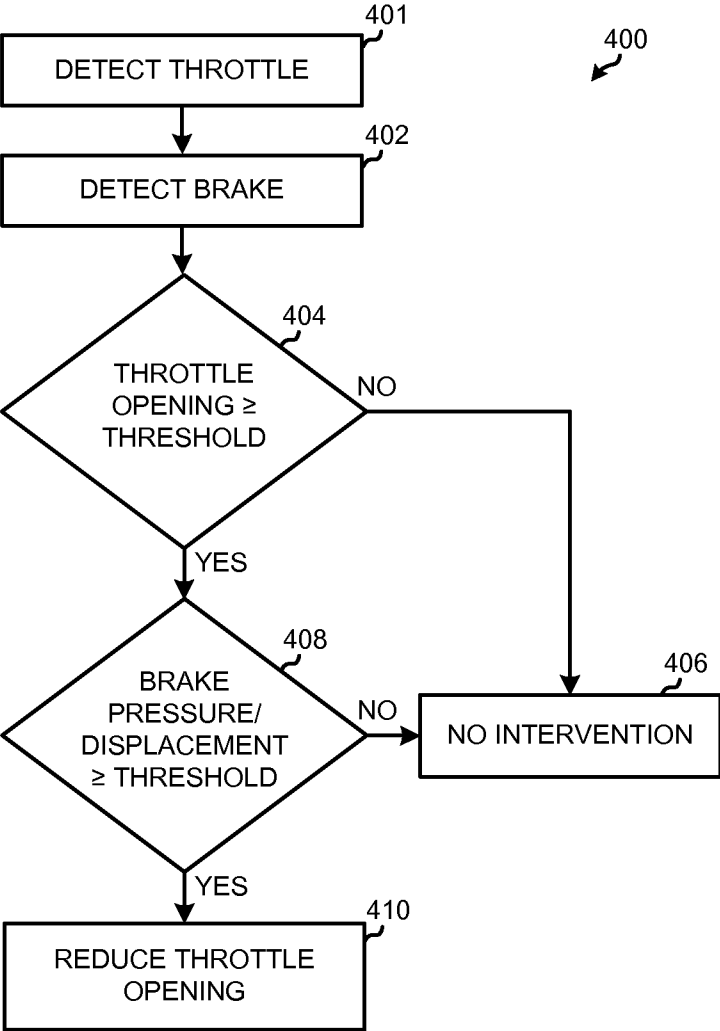 401
400
DETECT THROTTLE
402
DETECT BRAKE
404
THROTTLE
OPENING ≥
THRESHOLD
NO
YES
408
BRAKE
PRESSURE/
DISPLACEMENT
≥ THRESHOLD
NO
406
NO INTERVENTION
YES
410
REDUCE THROTTLE
OPENING